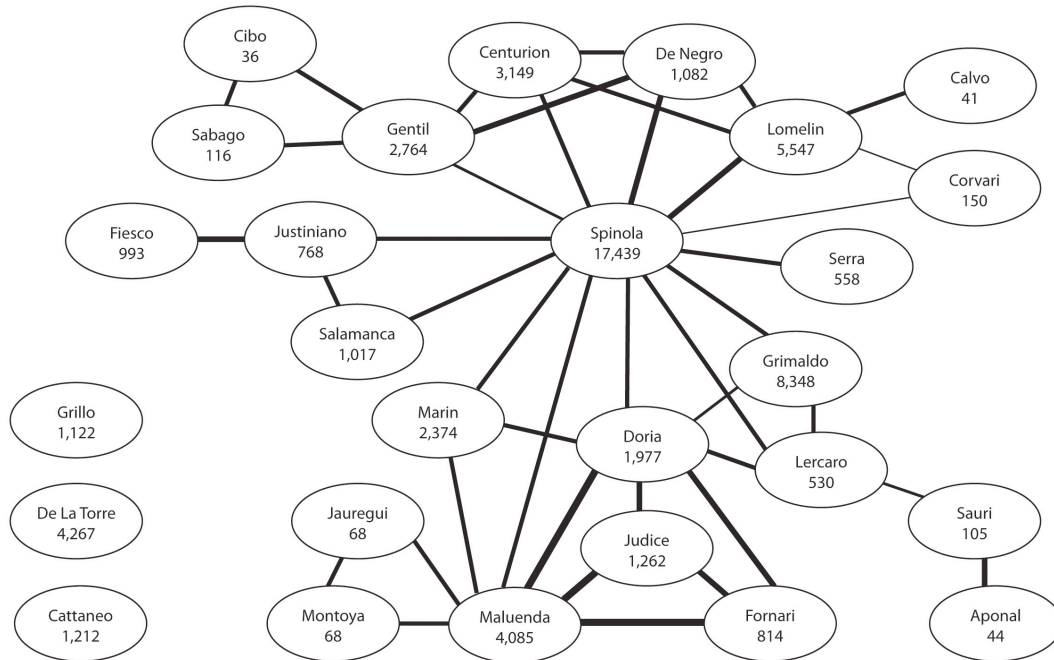 Cibo
36
Centurion
3,149
De Negro
1,082
Calvo
41
Sabago
116
Gentil
2,764
Lomelin
5,547
Corvari
150
Fiesco
993
Justiniano
768
Spinola
17,439
Serra
558
Salamanca
1,017
Grimaldo
8,348
Grillo
1,122
Marin
2,374
Doria
1,977
Lercaro
530
De La Torre
4,267
Jauregui
68
Judice
1,262
Sauri
105
Cattaneo
1,212
Montoya
68
Maluenda
4,085
Fornari
814
Aponal
44